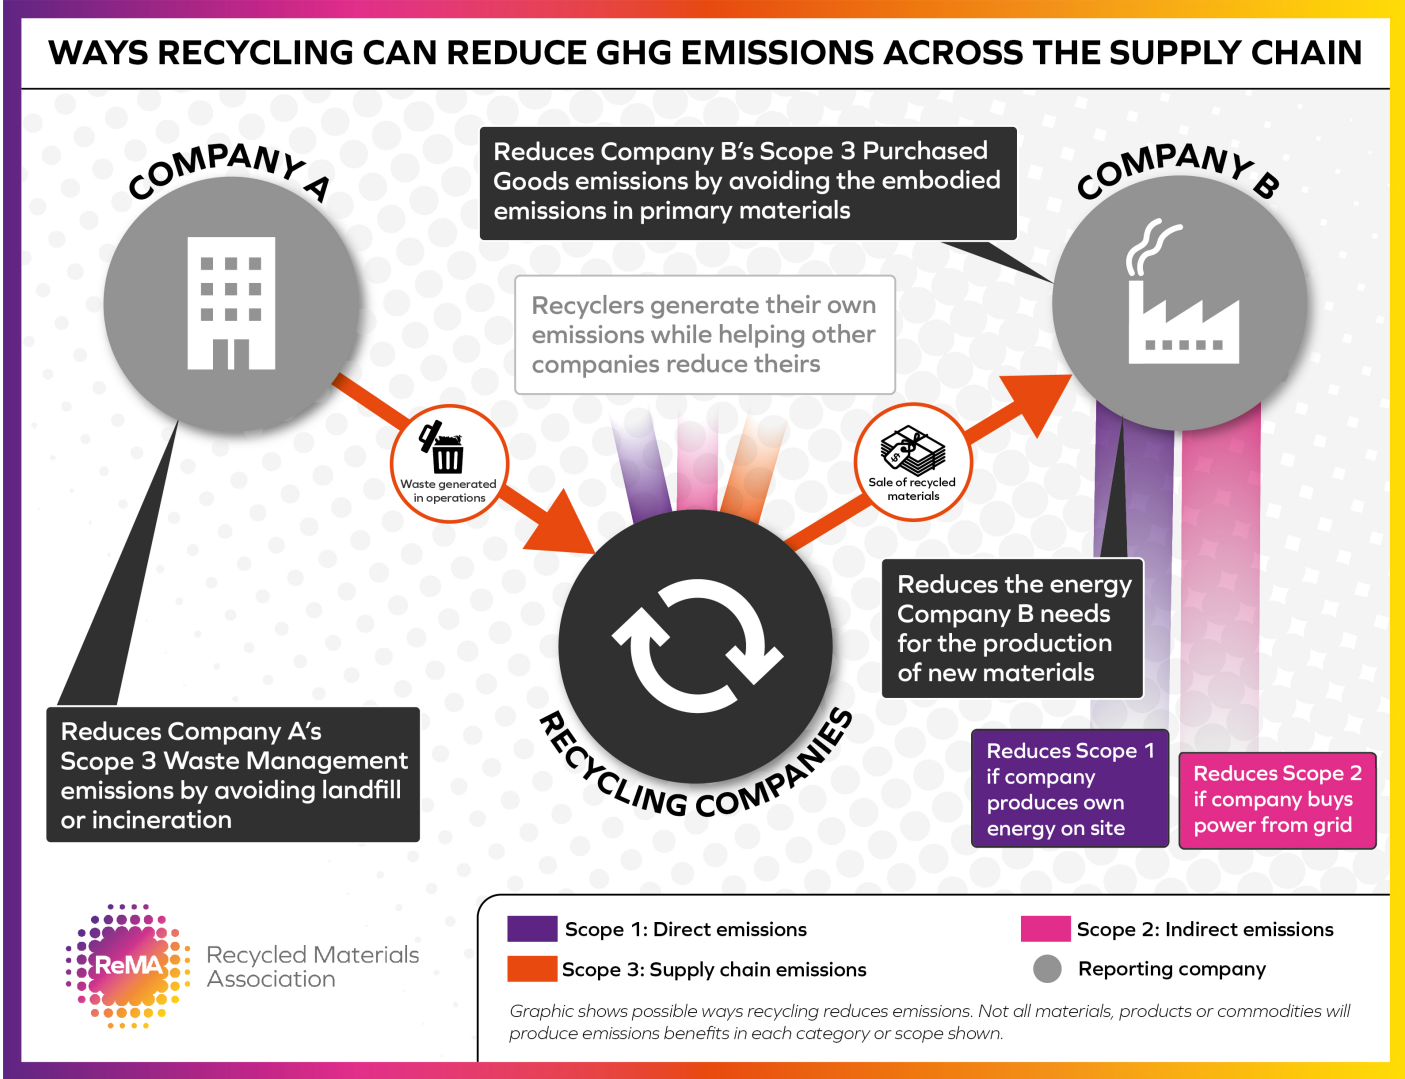 WAYS RECYCLING CAN REDUCE GHG EMISSIONS ACROSS THE SUPPLY CHAIN
COMPANY A
Reduces Company B's Scope 3 Purchased
Goods emissions by avoiding the embodied
emissions in primary materials
COMPANY B
Recyclers generate their own
emissions while helping other
companies reduce theirs
Waste generated
in operations
$
Sale of recycled
materials
Reduces the energy
Company B needs
for the production
of new materials
RECYCLING COMPANIES
Reduces Company A's
Scope 3 Waste Management
emissions by avoiding landfill
or incineration
Reduces Scope 1
if company
produces own
energy on site
Reduces Scope 2
if company buys
power from grid
ReMA
Recycled Materials
Association
Scope 1: Direct emissions
Scope 2: Indirect emissions
Scope 3: Supply chain emissions
Reporting company
Graphic shows possible ways recycling reduces emissions. Not all materials, products or commodities will
produce emissions benefits in each category or scope shown.